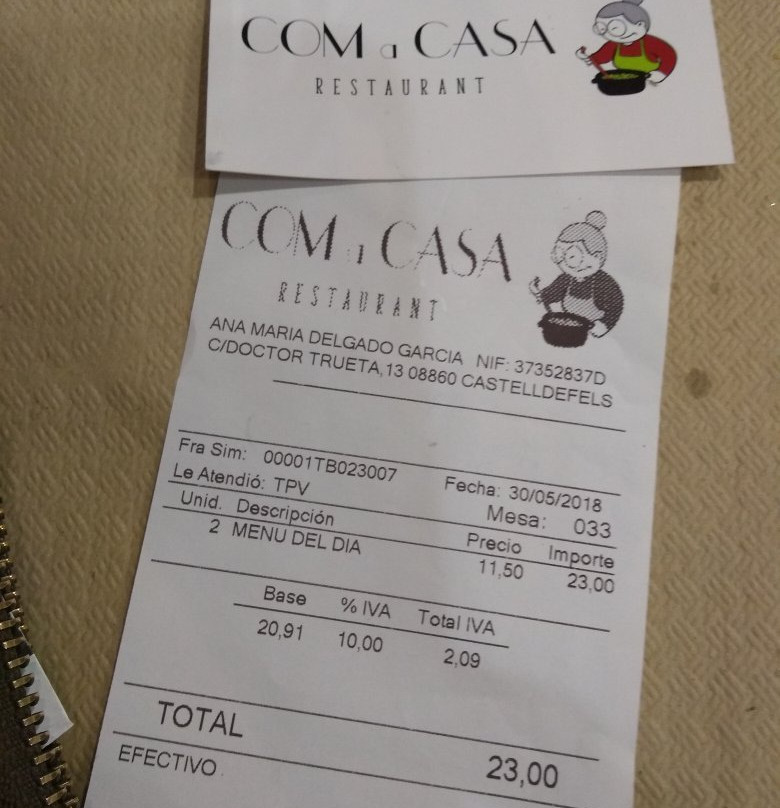 COM a CASA
RESTAURANT
COM a CASA
RESTAURANT
ANA MARIA DELGADO GARCIA NIF: 37352837D
C/DOCTOR TRUETA,13 08860 CASTELLDEFELS
Fra Sim: 00001TB023007 Fecha: 30/05/2018
Le Atendió: TPV Mesa: 033
Unid. Descripción Precio Importe
2 MENU DEL DIA 11,50 23,00
Base % IVA Total IVA
20,91 10,00 2,09
TOTAL 23,00
EFECTIVO